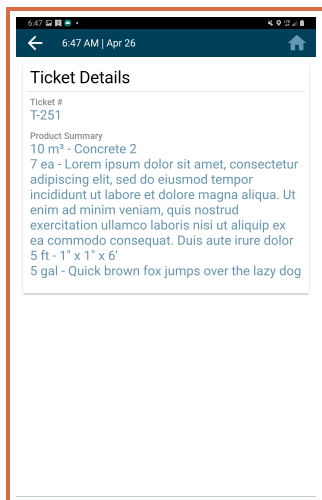 6:47
6:47 AM | Apr 26
Ticket Details
Ticket #
T-251
Product Summary
10 m³ - Concrete 2
7 ea - Lorem ipsum dolor sit amet, consectetur
adipiscing elit, sed do eiusmod tempor
incididunt ut labore et dolore magna aliqua. Ut
enim ad minim veniam, quis nostrud
exercitation ullamco laboris nisi ut aliquip ex
ea commodo consequat. Duis aute irure dolor
5 ft - 1" x 1" x 6'
5 gal - Quick brown fox jumps over the lazy dog